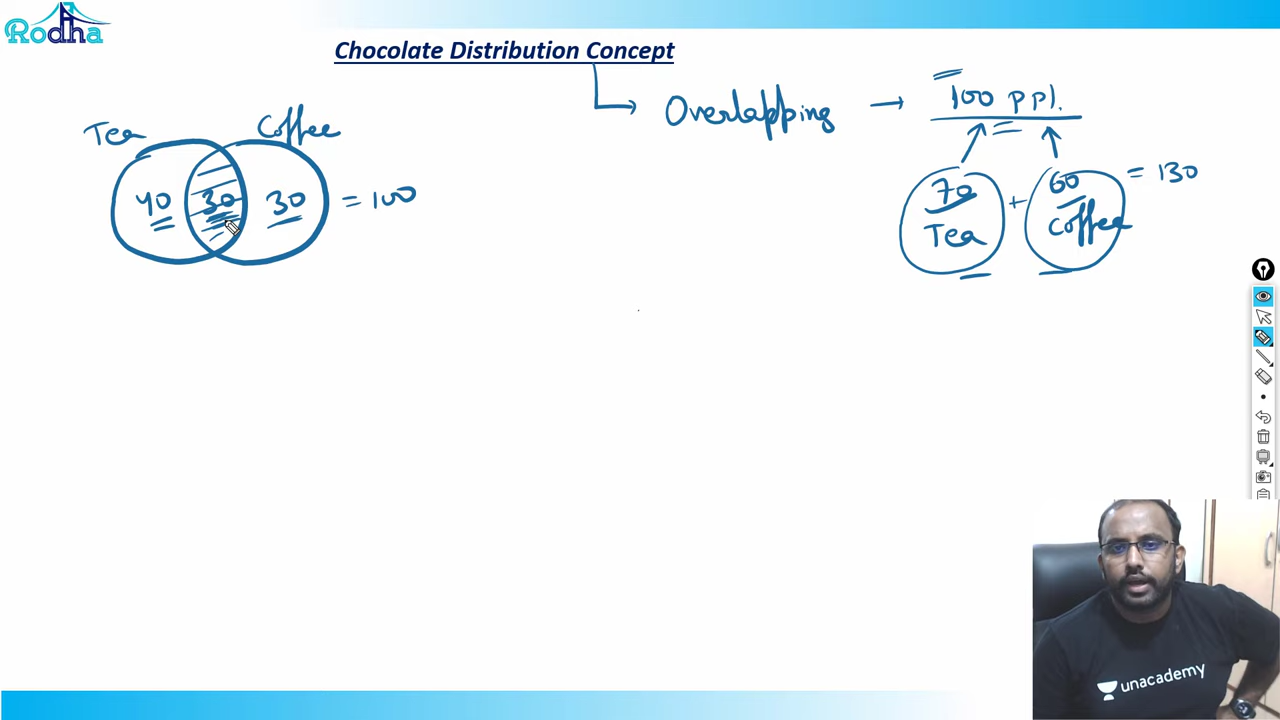 Rodha
Chocolate Distribution Concept
Overlapping → 100 ppl.
Tea Coffee
40 30 30 = 100
70 + 60 = 130
Tea Coffee
unacademy